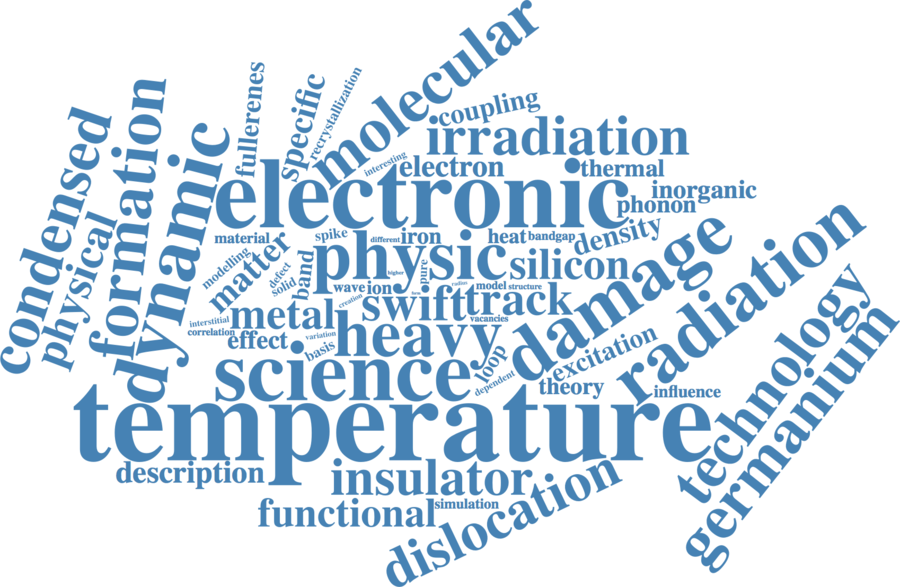 molecular
fullerenes
specific
recrystallization
coupling
irradiation
condensed
formation
dynamic
interesting
electron
thermal
electronic
inorganic
phonon
physical
material
spike
different
iron
heat
bandgap
density
matter
modelling
defect
solid
band
physic
higher
pure
silicon
damage
radiation
wave
ion
radius
model
structure
creation
swift
track
interstitial
metal
vacancies
correlation
effect
variation
basis
heavy
loop
excitation
technology
germanium
science
dependent
theory
influence
temperature
description
insulator
dislocation
functional
simulation